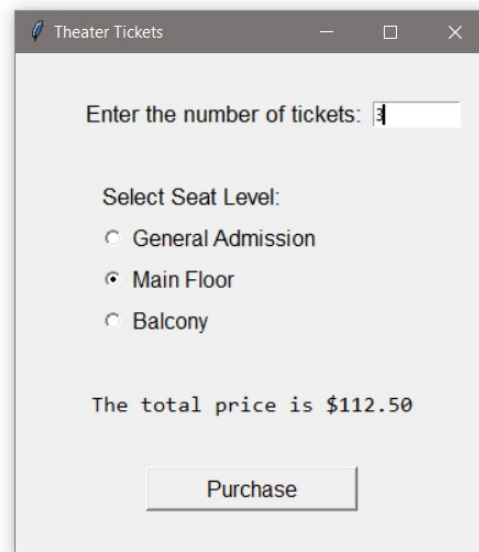 Theater Tickets
Enter the number of tickets: 3
Select Seat Level:
General Admission
Main Floor
Balcony
The total price is $112.50
Purchase